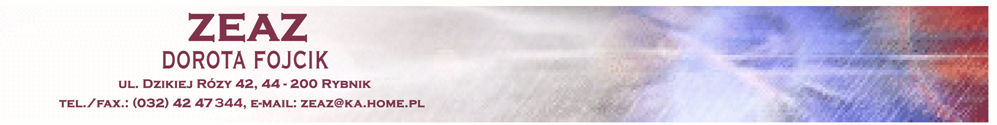 ZEAZ
DOROTA FOJCIK
UL. DZIKIEJ RÓZY 42, 44 - 200 RYBNIK
TEL./FAX.: (032) 42 47 344, E-MAIL: ZEAZ@KA.HOME.PL